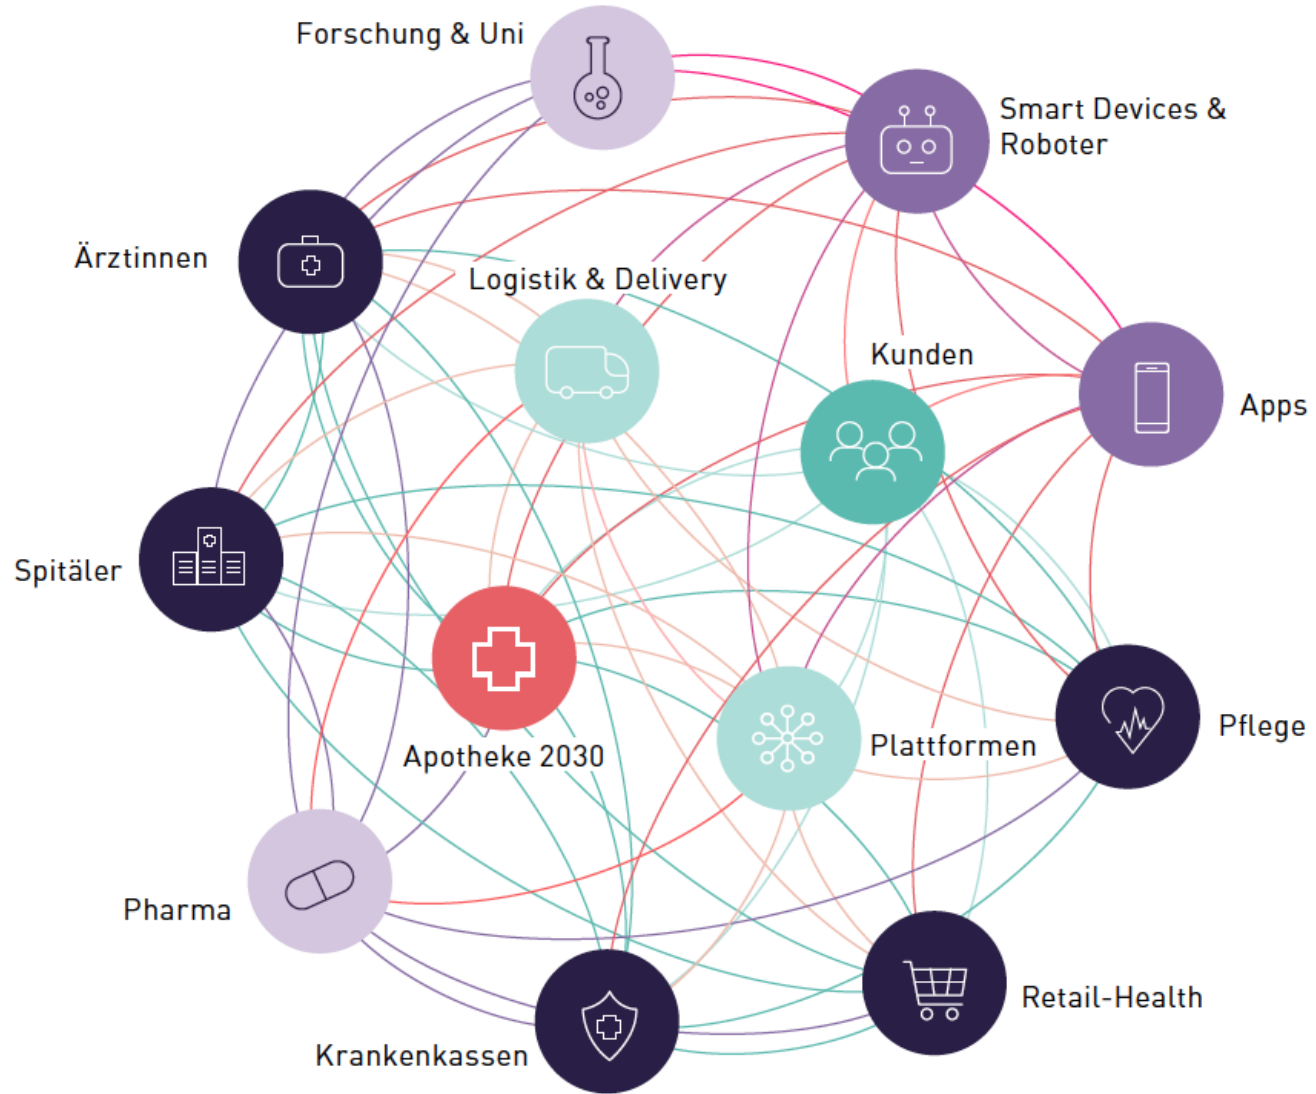 Forschung & Uni
Smart Devices &
Roboter
Ärztinnen
Logistik & Delivery
Kunden
Apps
Spitäler
Apotheke 2030
Plattformen
Pflege
Pharma
Retail-Health
Krankenkassen